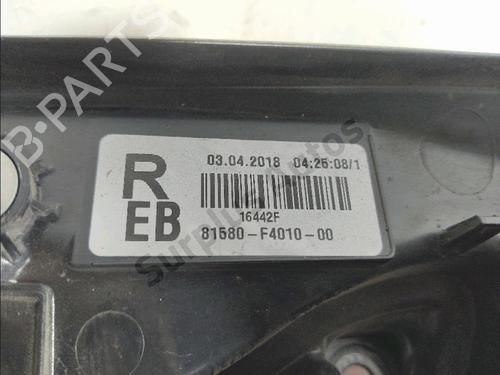 B-PARTS
R 03.04.2018 04:25:08/1
16442F
EB 81580-F4010-00
Surplus Autos